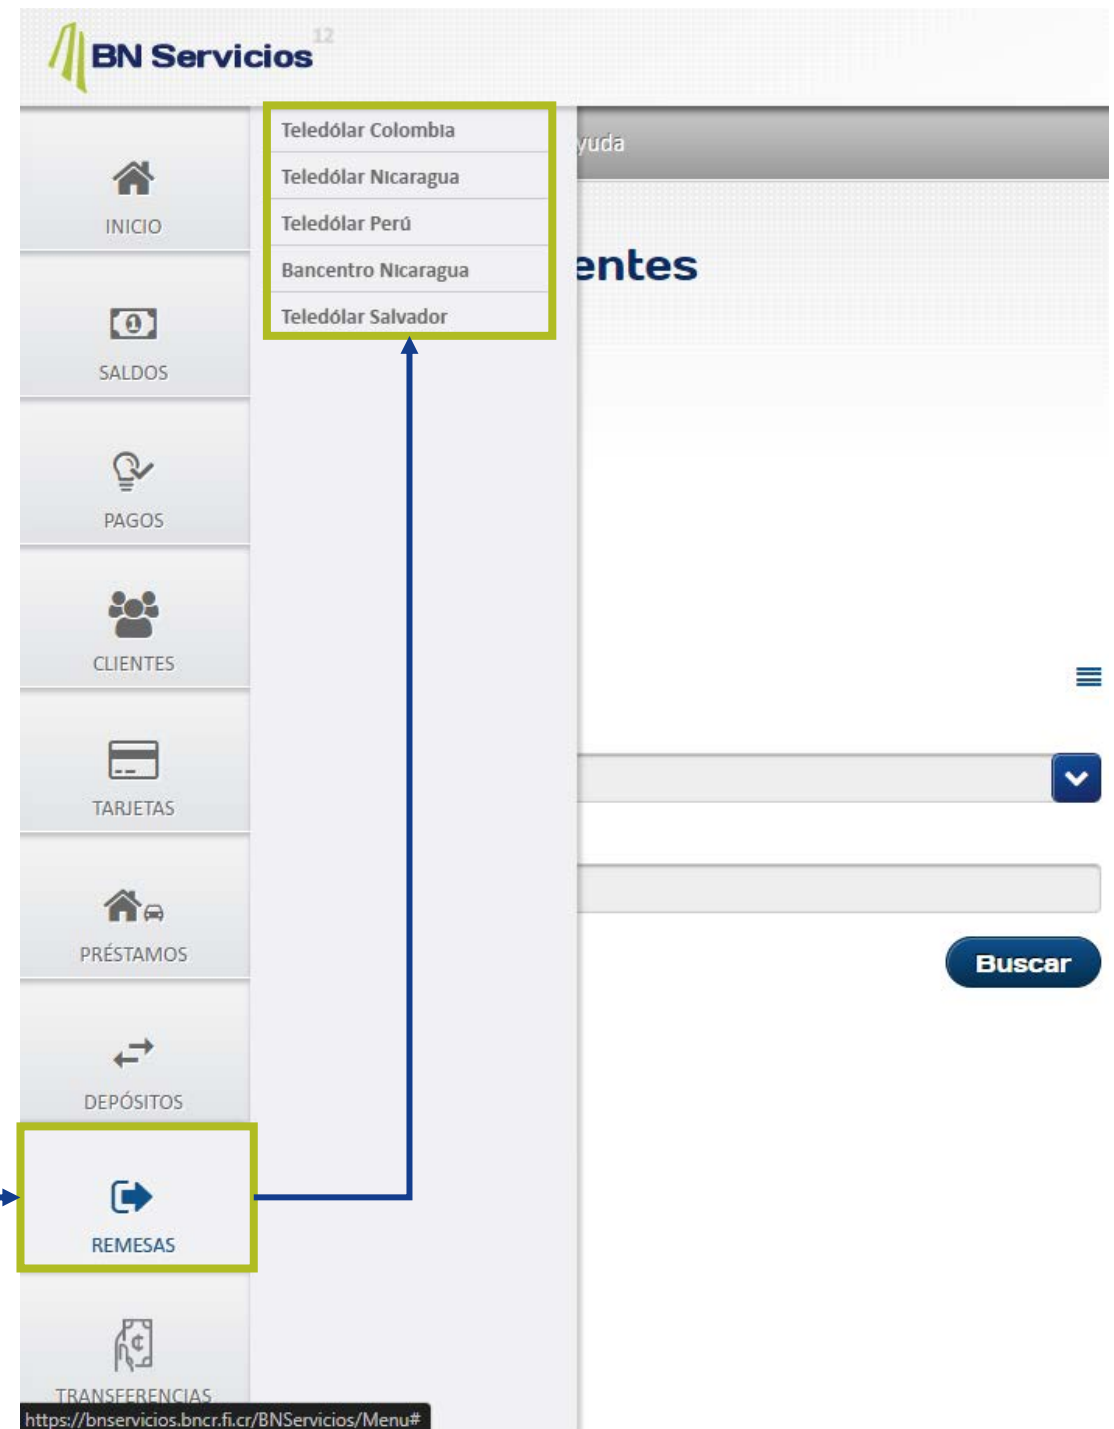 BN Servicios 12
Teledólar Colombia
Teledólar Nicaragua
Teledólar Perú
Bancentro Nicaragua
Teledólar Salvador
yuda
entes
INICIO
SALDOS
PAGOS
CLIENTES
TARJETAS
PRÉSTAMOS
Buscar
DEPÓSITOS
REMESAS
TRANSFERENCIAS
https://bnservicios.bncr.fi.cr/BNServicios/Menu#